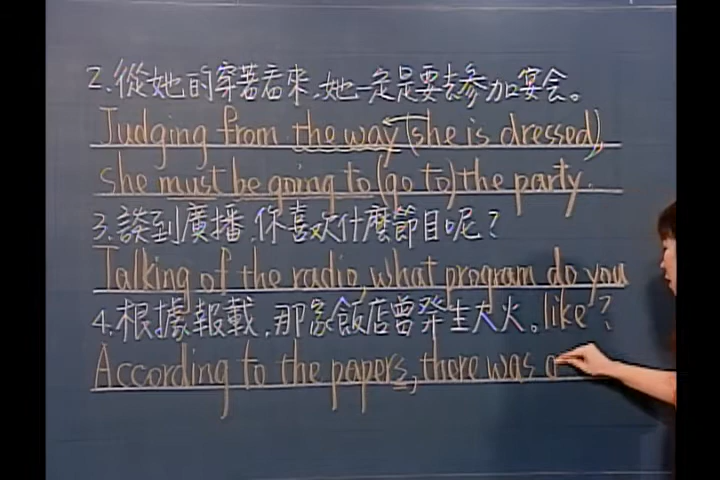 2.從她的穿著看來,她一定是要去參加宴会。
Judging from the way (she is dressed),
she must be going to (go to) the party.
3.談到廣播,你喜欢什麼節目呢?
Talking of the radio, what program do you
like?
4.根據報載,那家飯店曾發生大火。
According to the papers, there was a